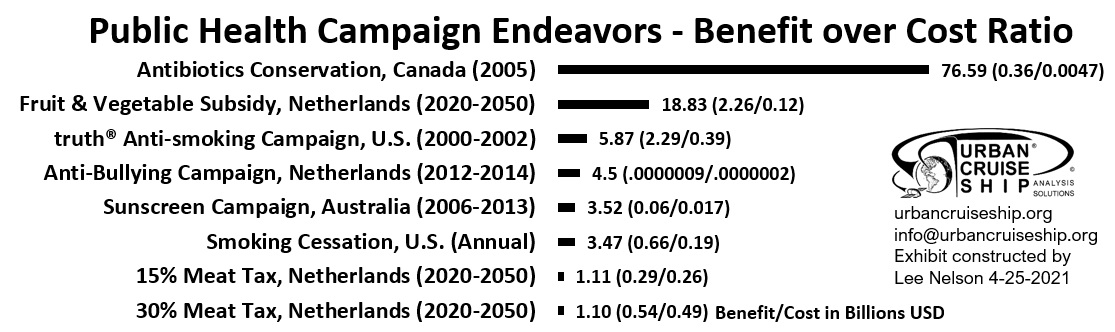 Public Health Campaign Endeavors - Benefit over Cost Ratio
Antibiotics Conservation, Canada (2005) 76.59 (0.36/0.0047)
Fruit & Vegetable Subsidy, Netherlands (2020-2050) 18.83 (2.26/0.12)
truth® Anti-smoking Campaign, U.S. (2000-2002) 5.87 (2.29/0.39)
Anti-Bullying Campaign, Netherlands (2012-2014) 4.5 (.0000009/.0000002)
Sunscreen Campaign, Australia (2006-2013) 3.52 (0.06/0.017)
Smoking Cessation, U.S. (Annual) 3.47 (0.66/0.19)
15% Meat Tax, Netherlands (2020-2050) 1.11 (0.29/0.26)
30% Meat Tax, Netherlands (2020-2050) 1.10 (0.54/0.49) Benefit/Cost in Billions USD
URBAN®
CRUISE ©
SHIP ANALYSIS
SOLUTIONS
urbancruiseship.org
info@urbancruiseship.org
Exhibit constructed by
Lee Nelson 4-25-2021